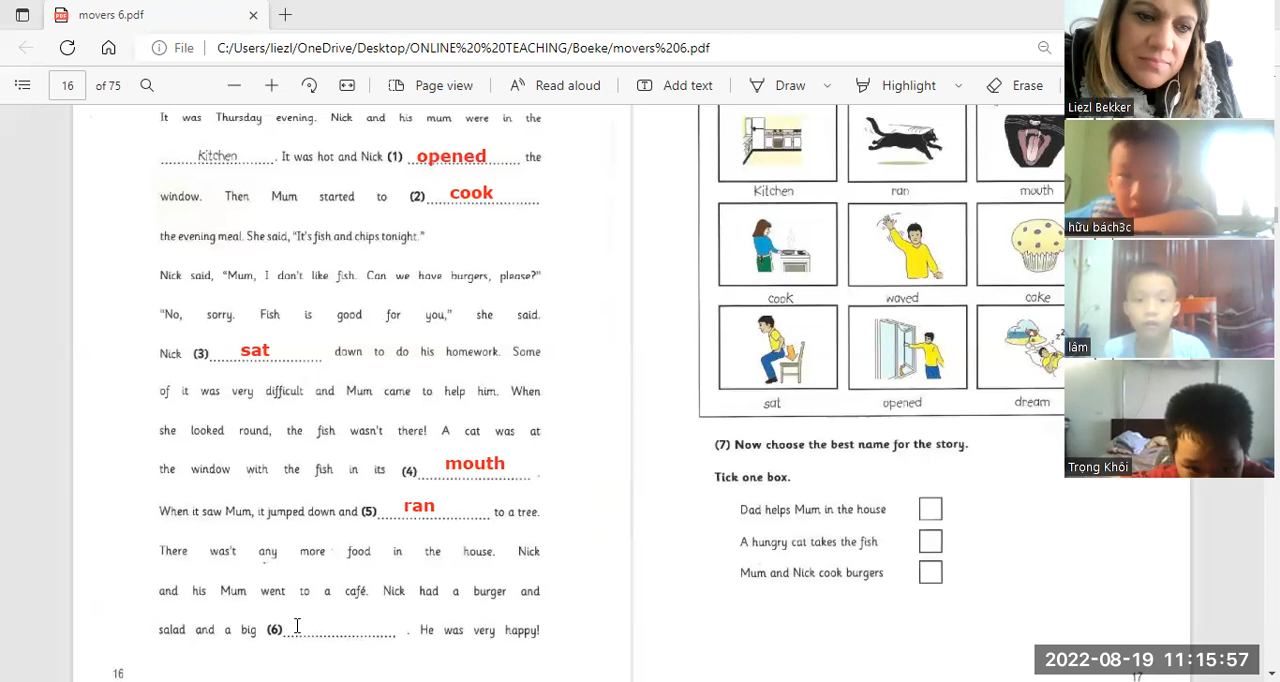 movers 6.pdf
File
C:/Users/liezl/OneDrive/Desktop/ONLINE%20%20TEACHING/Boeke/movers%206.pdf
16 of 75
Page view
Read aloud
Add text
Draw
Highlight
Erase
It was Thursday evening. Nick and his mum were in the
kitchen. It was hot and Nick (1) opened the
window. Then Mum started to (2) cook
the evening meal. She said, "It's fish and chips tonight."
Nick said, "Mum, I don't like fish. Can we have burgers, please?"
"No, sorry. Fish is good for you," she said.
Nick (3) sat down to do his homework. Some
of it was very difficult and Mum came to help him. When
she looked round, the fish wasn't there! A cat was at
the window with the fish in its (4) mouth.
When it saw Mum, it jumped down and (5) ran to a tree.
There was't any more food in the house. Nick
and his Mum went to a café. Nick had a burger and
salad and a big (6) . He was very happy!
16
Kitchen
ran
mouth
cook
waved
cake
sat
opened
dream
(7) Now choose the best name for the story.
Tick one box.
Dad helps Mum in the house
A hungry cat takes the fish
Mum and Nick cook burgers
17
Liezl Bekker
hữu bách3c
lâm
Trọng Khôi
2022-08-19 11:15:57